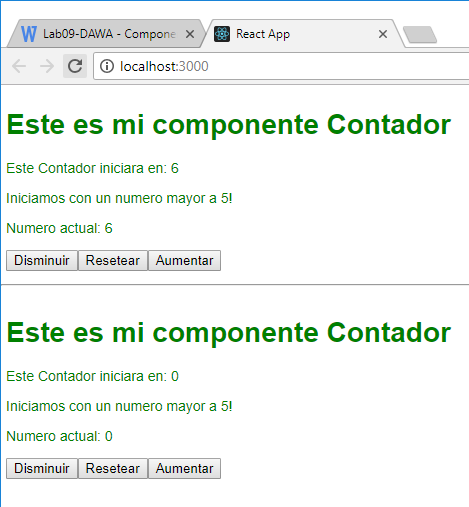 Lab09-DAWA - Compone
React App
localhost:3000
Este es mi componente Contador
Este Contador iniciara en: 6
Iniciamos con un numero mayor a 5!
Numero actual: 6
Disminuir Resetear Aumentar
Este es mi componente Contador
Este Contador iniciara en: 0
Iniciamos con un numero mayor a 5!
Numero actual: 0
Disminuir Resetear Aumentar